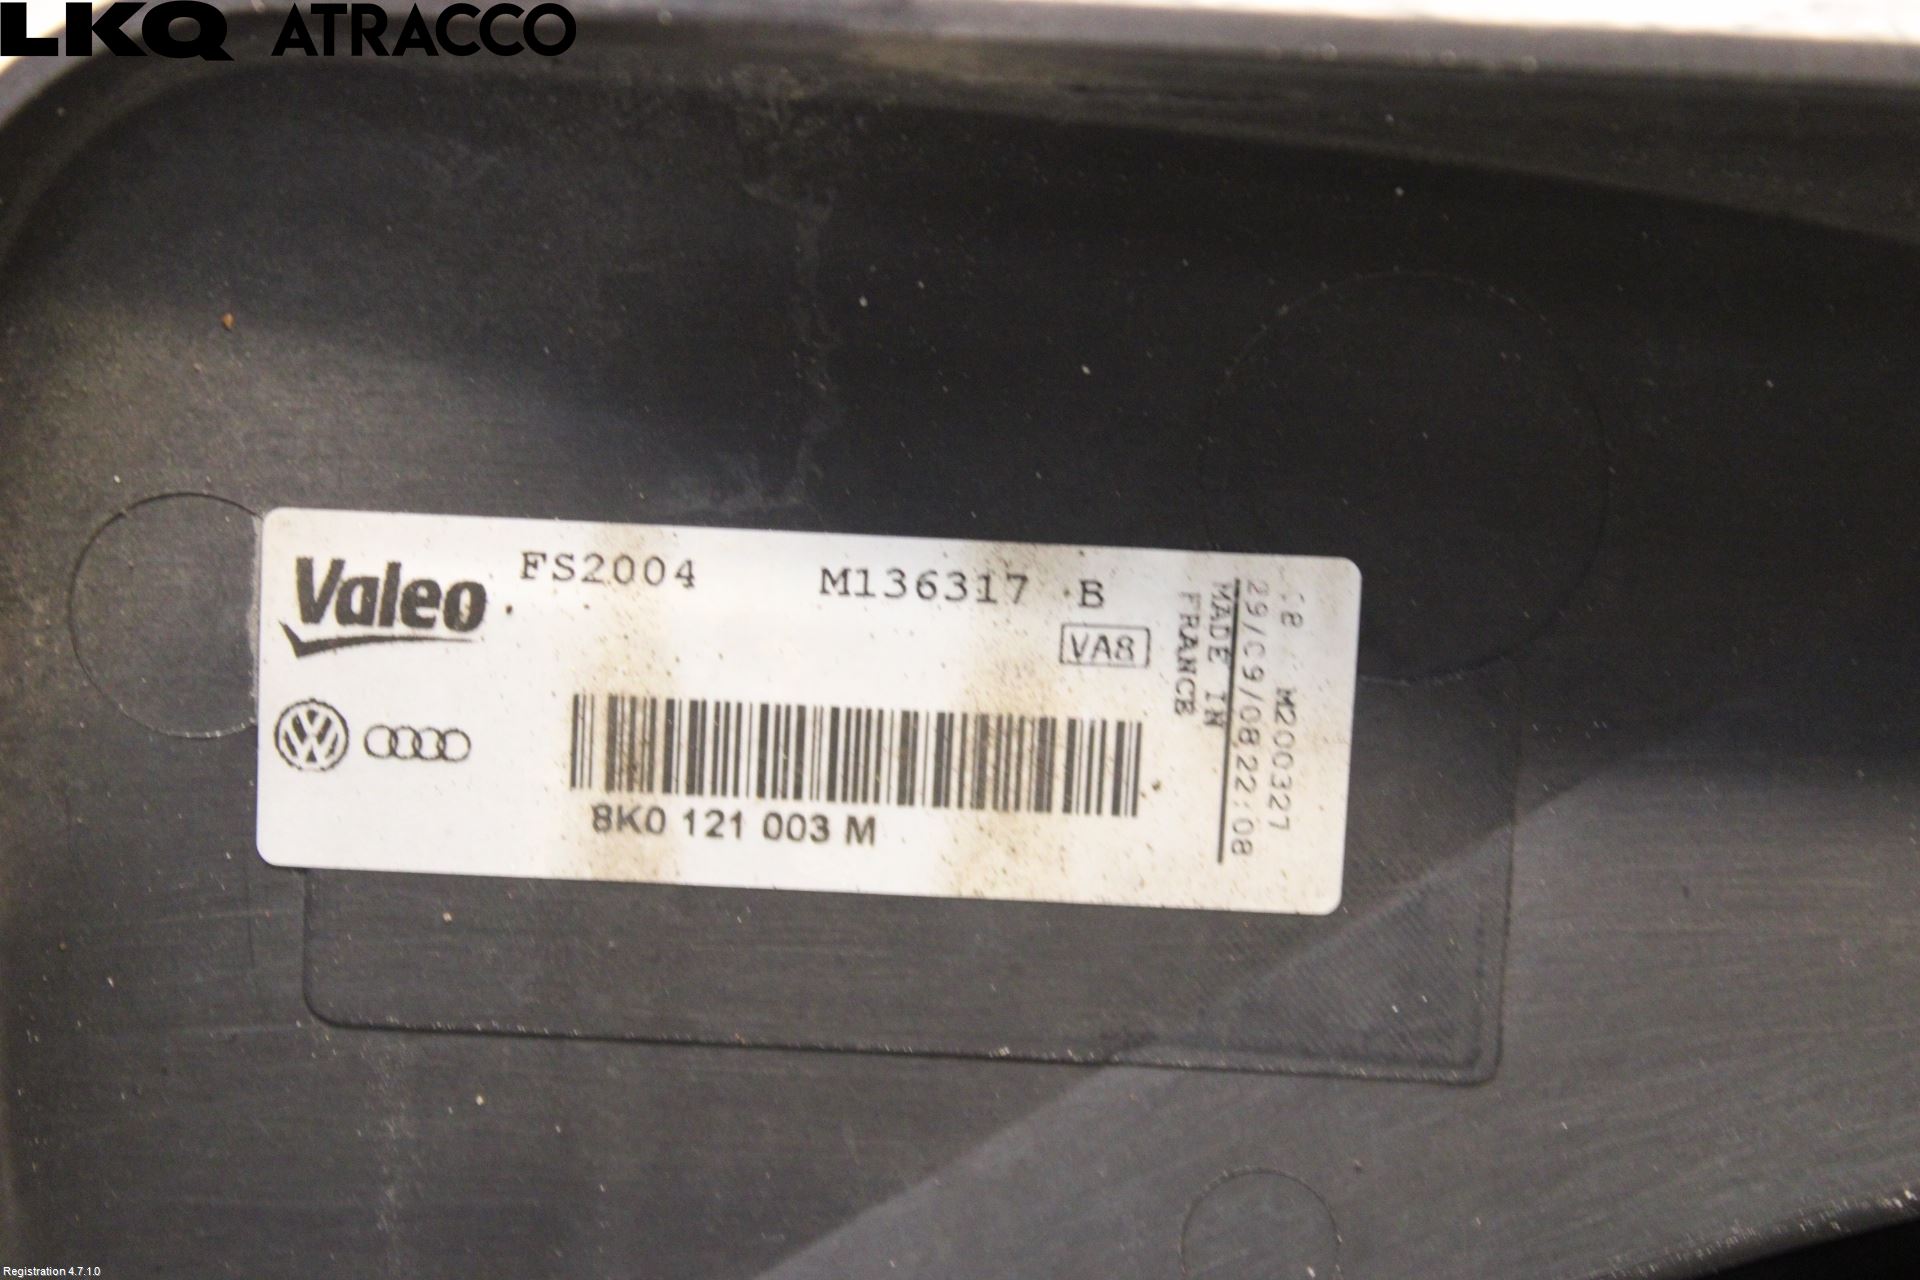 LKQ ATRACCO
Valeo
FS2004 M136317 B
VA8
8K0 121 003 M
MADE IN
FRANCE
29/09/08 22:08
M200327
Registration 4.7.1.0